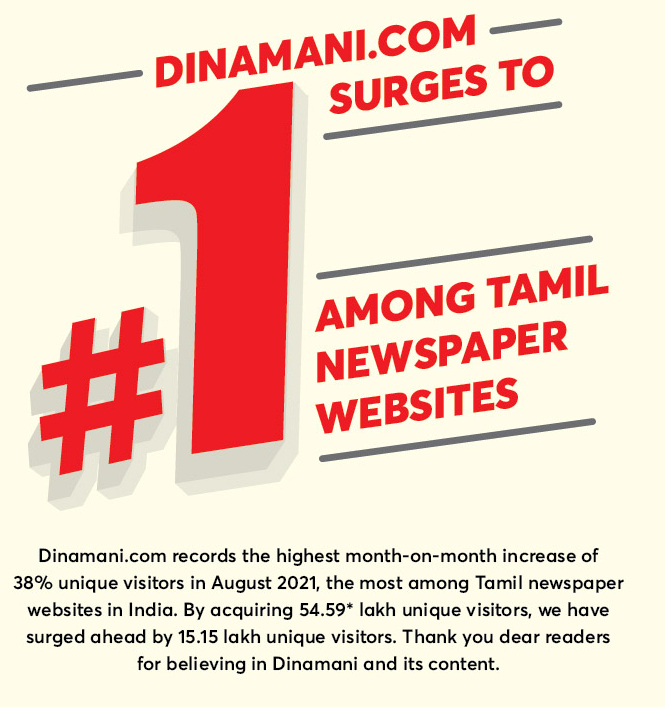 DINAMANI.COM
SURGES TO
#1
AMONG TAMIL
NEWSPAPER
WEBSITES
Dinamani.com records the highest month-on-month increase of
38% unique visitors in August 2021, the most among Tamil newspaper
websites in India. By acquiring 54.59* lakh unique visitors, we have
surged ahead by 15.15 lakh unique visitors. Thank you dear readers
for believing in Dinamani and its content.